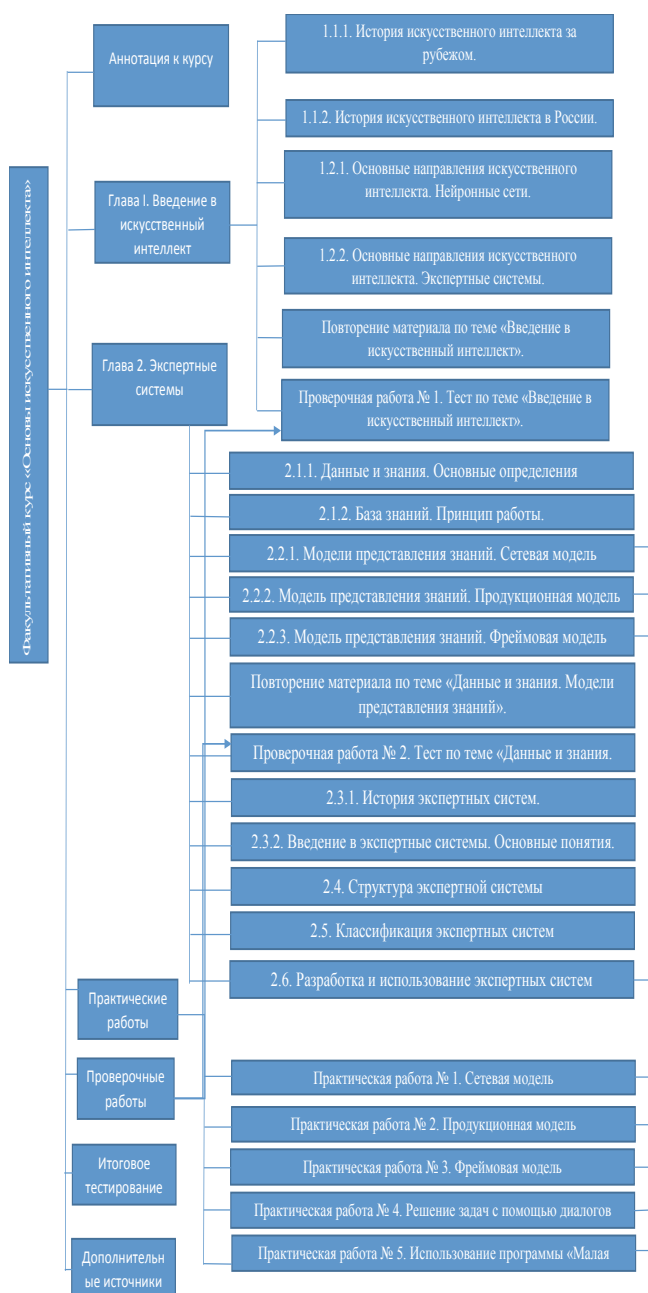 Факультативный курс «Основы искусственного интеллекта»
Аннотация к курсу
Глава I. Введение в
искусственный
интеллект
1.1.1. История искусственного интеллекта за
рубежом.
1.1.2. История искусственного интеллекта в России.
1.2.1. Основные направления искусственного
интеллекта. Нейронные сети.
1.2.2. Основные направления искусственного
интеллекта. Экспертные системы.
Повторение материала по теме «Введение в
искусственный интеллект».
Проверочная работа № 1. Тест по теме «Введение в
искусственный интеллект».
Глава 2. Экспертные
системы
2.1.1. Данные и знания. Основные определения
2.1.2. База знаний. Принцип работы.
2.2.1. Модели представления знаний. Сетевая модель
2.2.2. Модель представления знаний. Продукционная модель
2.2.3. Модель представления знаний. Фреймовая модель
Повторение материала по теме «Данные и знания. Модели
представления знаний».
Проверочная работа № 2. Тест по теме «Данные и знания.
2.3.1. История экспертных систем.
2.3.2. Введение в экспертные системы. Основные понятия.
2.4. Структура экспертной системы
2.5. Классификация экспертных систем
2.6. Разработка и использование экспертных систем
Практические
работы
Проверочные
работы
Итоговое
тестирование
Дополнительн
ые источники
Практическая работа № 1. Сетевая модель
Практическая работа № 2. Продукционная модель
Практическая работа № 3. Фреймовая модель
Практическая работа № 4. Решение задач с помощью диалогов
Практическая работа № 5. Использование программы «Малая